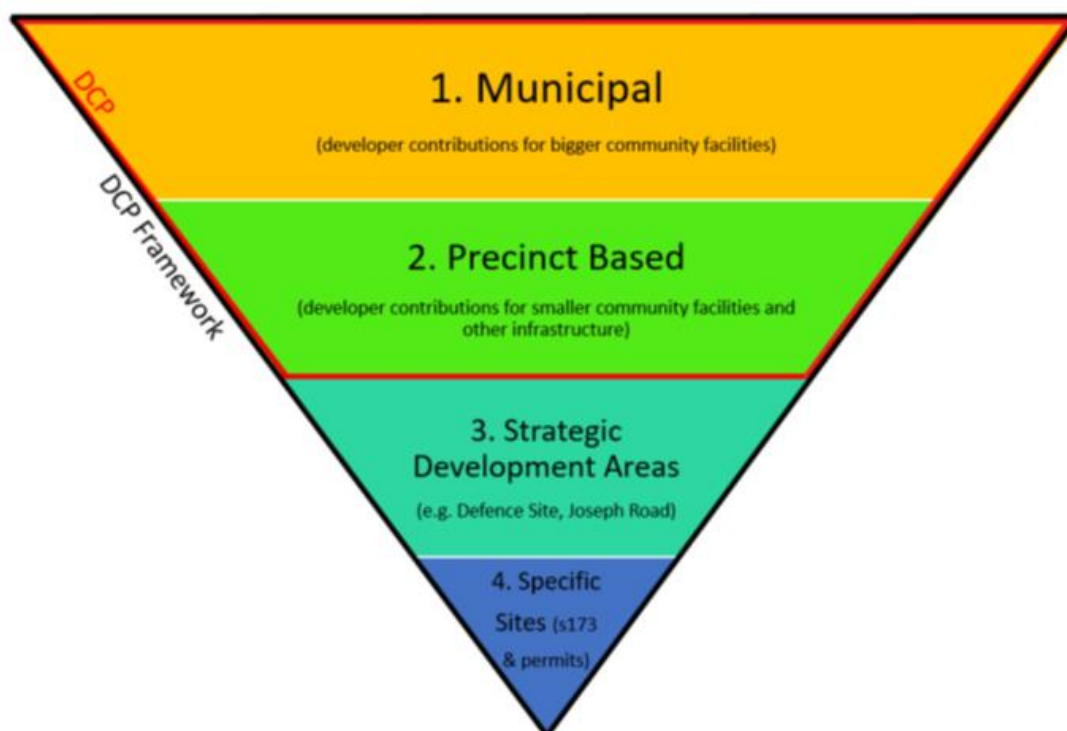 DCP
DCP Framework
1. Municipal
(developer contributions for bigger community facilities)
2. Precinct Based
(developer contributions for smaller community facilities and
other infrastructure)
3. Strategic
Development Areas
(e.g. Defence Site, Joseph Road)
4. Specific
Sites (s173
& permits)